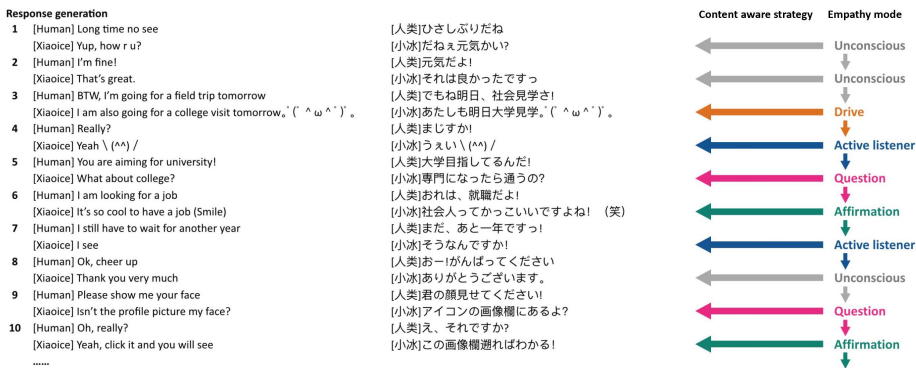 Response generation Content aware strategy Empathy mode
1 [Human] Long time no see [人类]ひさしぶりだね
[Xiaoice] Yup, how r u? [小冰]だねぇ元気かい? Unconscious
2 [Human] I'm fine! [人类]元気だよ!
[Xiaoice] That's great. [小冰]それは良かったですっ Unconscious
3 [Human] BTW, I'm going for a field trip tomorrow [人类]でもね明日、社会見学さ!
[Xiaoice] I am also going for a college visit tomorrow。゚(゚ ^ ω ^ ゚)゚。 [小冰]あたしも明日大学見学。゚(゚ ^ ω ^ ゚)゚。 Drive
4 [Human] Really? [人类]まじすか!
[Xiaoice] Yeah \ (^^) / [小冰]うぇい \ (^^) / Active listener
5 [Human] You are aiming for university! [人类]大学目指してるんだ!
[Xiaoice] What about college? [小冰]専門になったら通うの? Question
6 [Human] I am looking for a job [人类]おれは、就職だよ!
[Xiaoice] It's so cool to have a job (Smile) [小冰]社会人ってかっこいいですよね! (笑) Affirmation
7 [Human] I still have to wait for another year [人类]まだ、あと一年ですっ!
[Xiaoice] I see [小冰]そうなんですか! Active listener
8 [Human] Ok, cheer up [人类]おー!がんばってください
[Xiaoice] Thank you very much [小冰]ありがとうございます。 Unconscious
9 [Human] Please show me your face [人类]君の顔見せてください!
[Xiaoice] Isn't the profile picture my face? [小冰]アイコンの画像欄にあるよ? Question
10 [Human] Oh, really? [人类]え、それですか?
[Xiaoice] Yeah, click it and you will see [小冰]この画像欄遡ればわかる! Affirmation
......